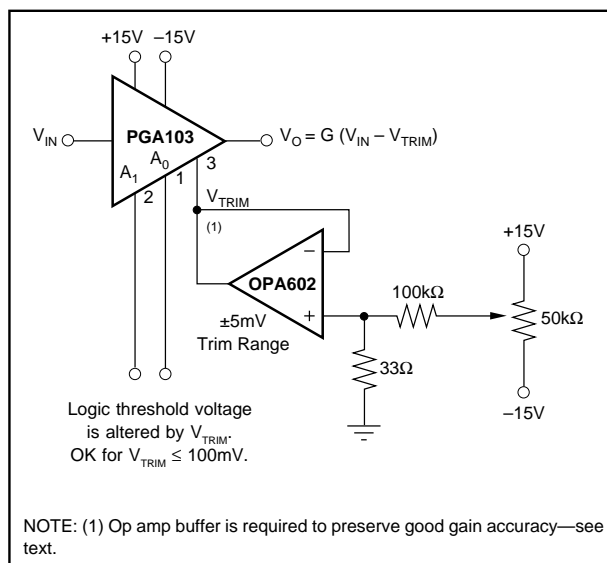 +15V
–15V
V_IN
PGA103
V_O = G (V_IN – V_TRIM)
A_1
A_0
3
1
2
V_TRIM
(1)
–
+15V
OPA602
100kΩ
50kΩ
+
±5mV
Trim Range
33Ω
–15V
Logic threshold voltage
is altered by V_TRIM.
OK for V_TRIM ≤ 100mV.
NOTE: (1) Op amp buffer is required to preserve good gain accuracy—see
text.